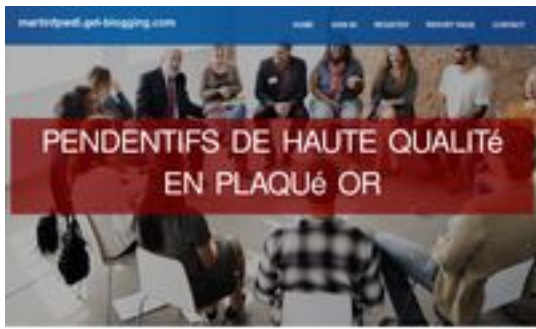 HOME SIGN IN REGISTER REPORT PAGE CONTACT
PENDENTIFS DE HAUTE QUALITé
EN PLAQUé OR